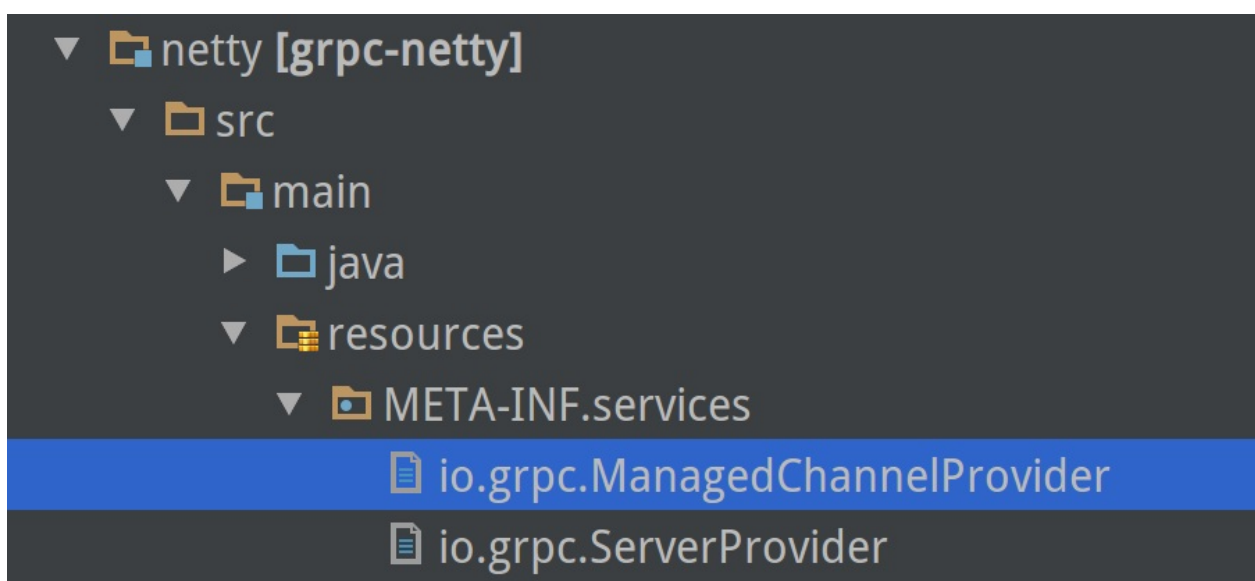 netty [grpc-netty]
src
main
java
resources
META-INF.services
io.grpc.ManagedChannelProvider
io.grpc.ServerProvider